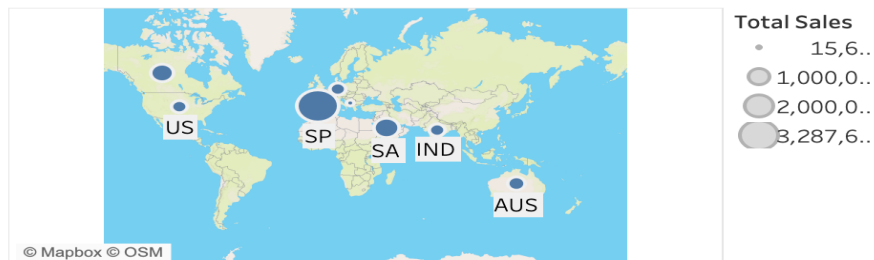 Total Sales
15,6..
1,000,0..
2,000,0..
3,287,6..
US
SP
SA
IND
AUS
© Mapbox © OSM